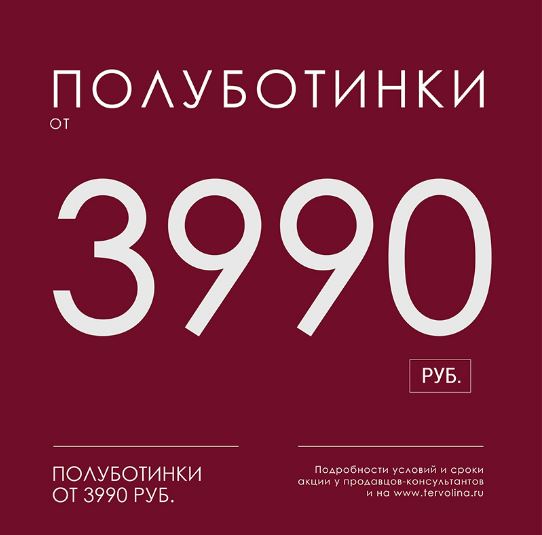 ПОЛУБОТИНКИ
ОТ
3990
РУБ.
ПОЛУБОТИНКИ
ОТ 3990 РУБ.
Подробности условий и сроки
акции у продавцов-консультантов
и на www.tervolina.ru